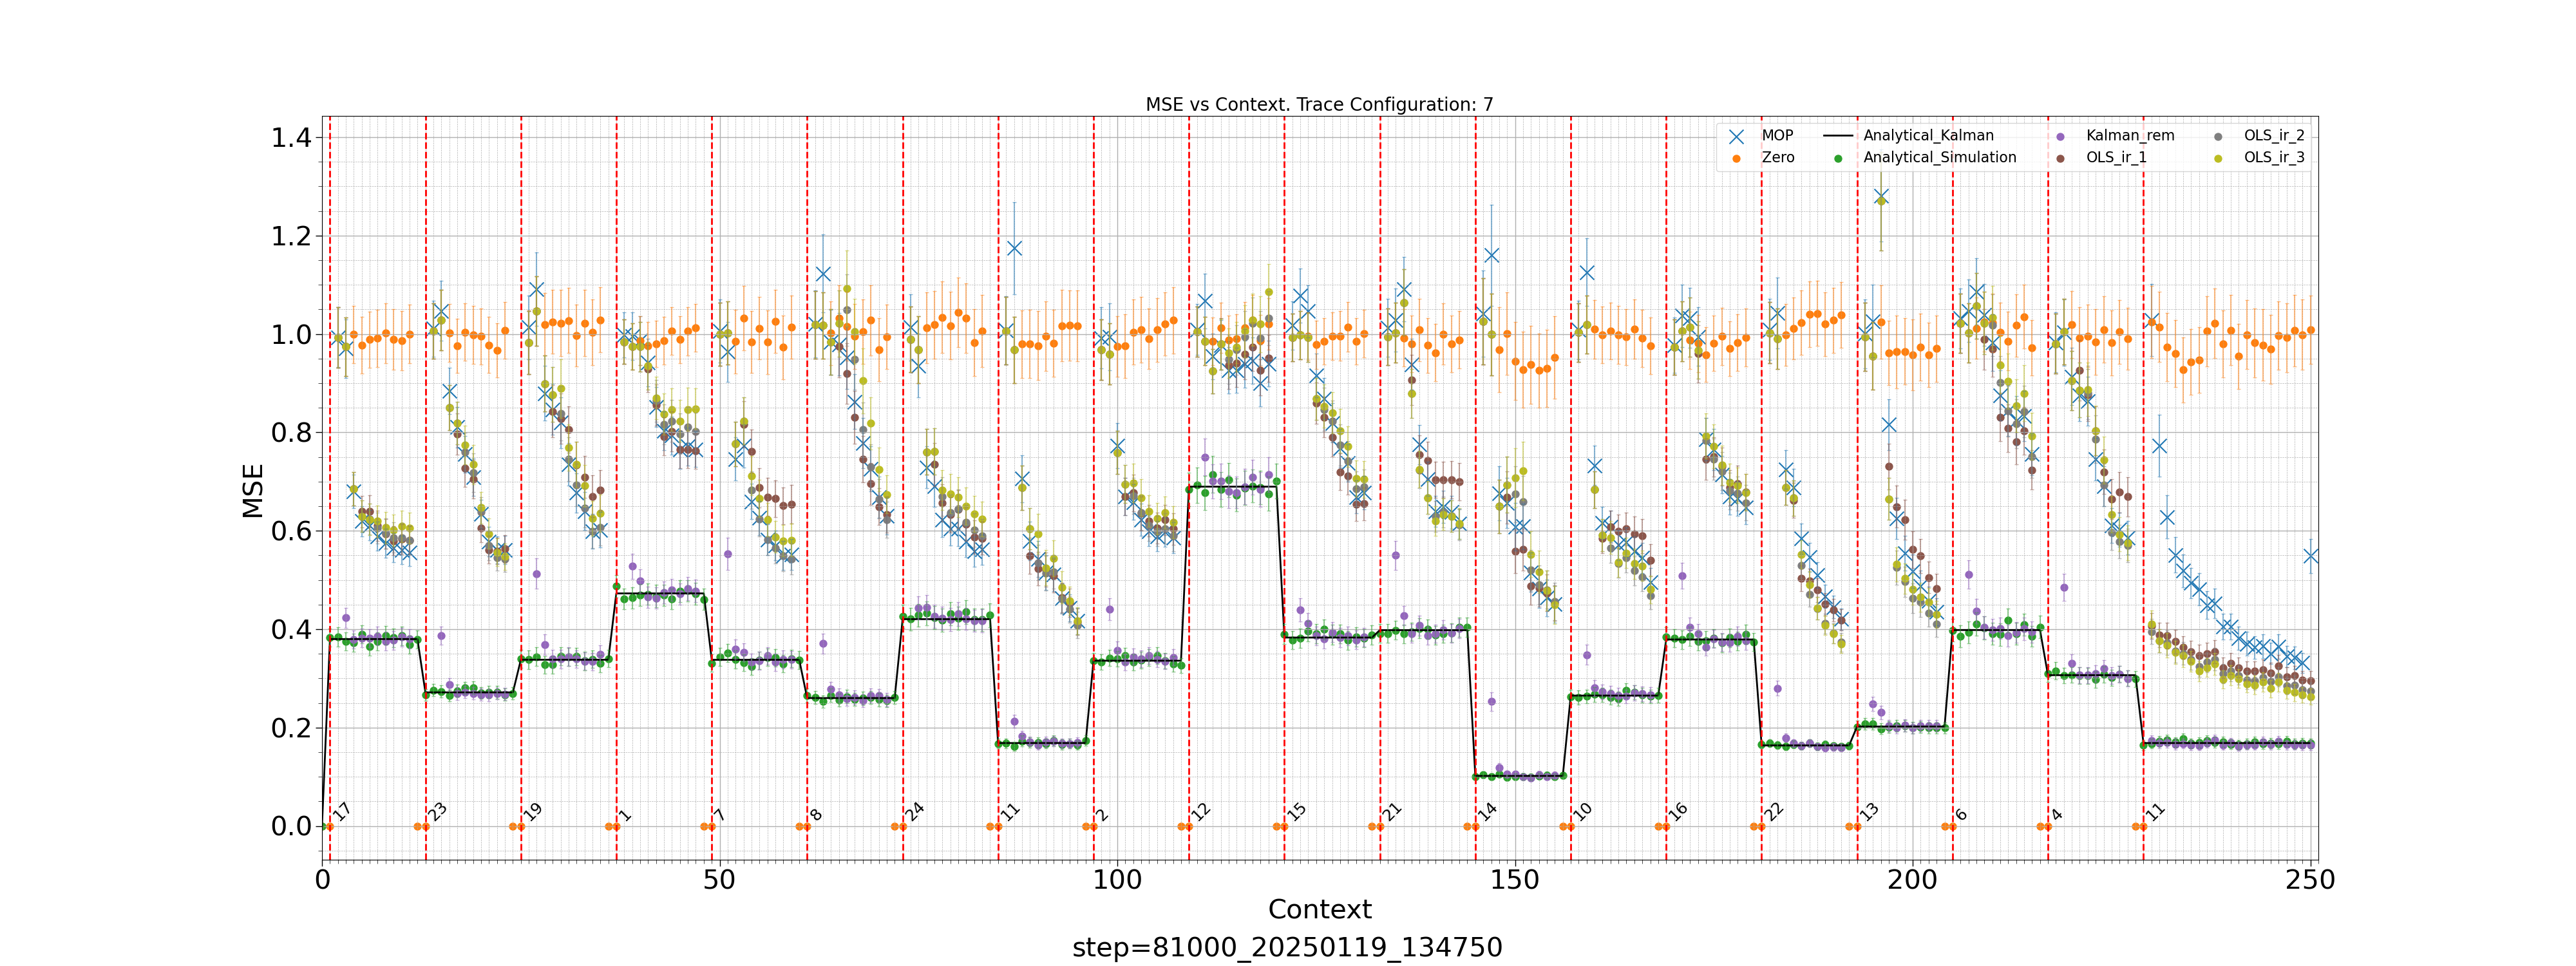 MSE vs Context. Trace Configuration: 7
MOP
Zero
Analytical_Kalman
Analytical_Simulation
Kalman_rem
OLS_ir_1
OLS_ir_2
OLS_ir_3
MSE
1.4
1.2
1.0
0.8
0.6
0.4
0.2
0.0
17 23 19 1 7 8 24 11 2 12 15 21 14 10 16 22 13 6 4 11
0 50 100 150 200 250
Context
step=81000_20250119_134750